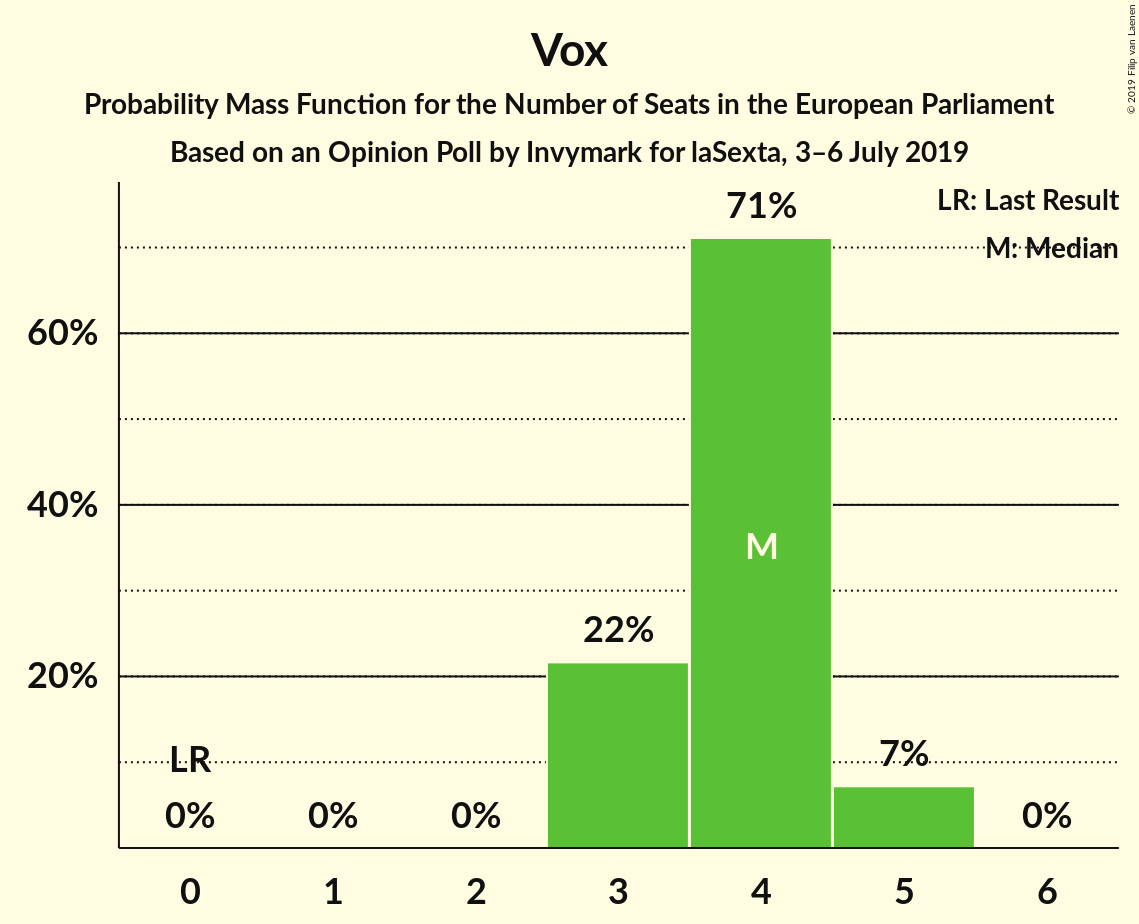 Vox
Probability Mass Function for the Number of Seats in the European Parliament
Based on an Opinion Poll by Invymark for laSexta, 3–6 July 2019
© 2019 Filip van Laenen
LR: Last Result
M: Median
71%
60%
40%
M
22%
20%
LR
7%
0%
0%
0%
0%
0
1
2
3
4
5
6